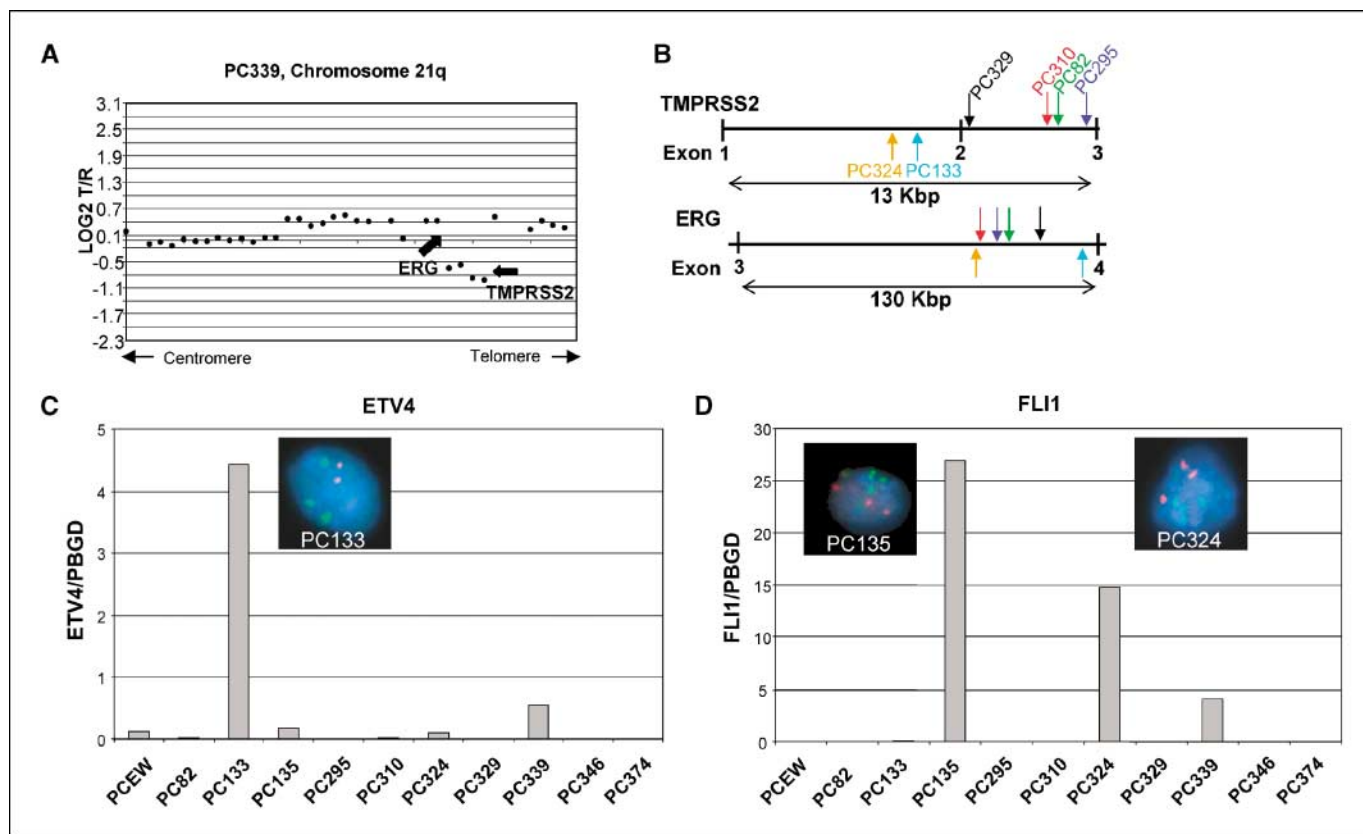 A
PC339, Chromosome 21q
3.1
2.5
1.9
1.3
0.7
0.1
-0.5
-1.1
-1.7
-2.3
LOG2 T/R
ERG
TMPRSS2
Centromere
Telomere
B
PC329
PC310
PC82
PC295
TMPRSS2
Exon 1
2
3
PC324
PC133
13 Kbp
ERG
Exon
3
4
130 Kbp
C
ETV4
ETV4/PBGD
5
4
3
2
1
0
PC133
PCEW
PC82
PC133
PC135
PC295
PC310
PC324
PC329
PC339
PC346
PC374
D
FLI1
FLI1/PBGD
30
25
20
15
10
5
0
PC135
PC324
PCEW
PC82
PC133
PC135
PC295
PC310
PC324
PC329
PC339
PC346
PC374